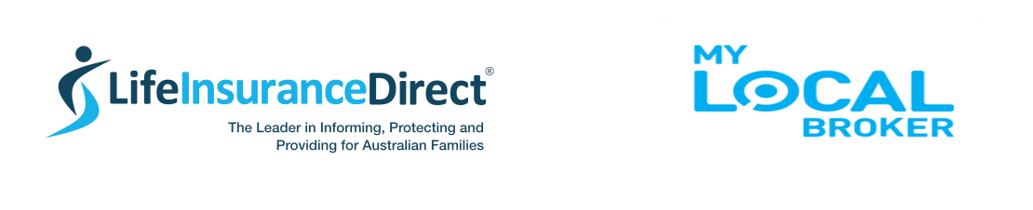 LifeInsuranceDirect®
The Leader in Informing, Protecting and
Providing for Australian Families
MY
LOCAL
BROKER